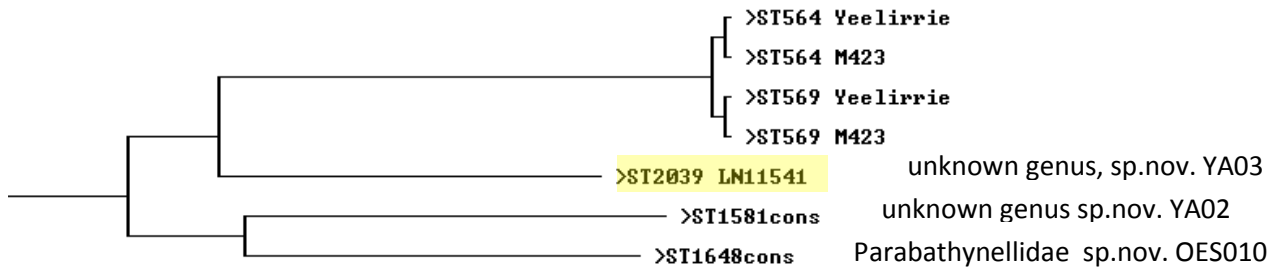 >ST564 Yeelirrie
>ST564 M423
>ST569 Yeelirrie
>ST569 M423
>ST2039 LN11541 unknown genus, sp.nov. YA03
>ST1581cons unknown genus sp.nov. YA02
>ST1648cons Parabathynellidae sp.nov. OES010